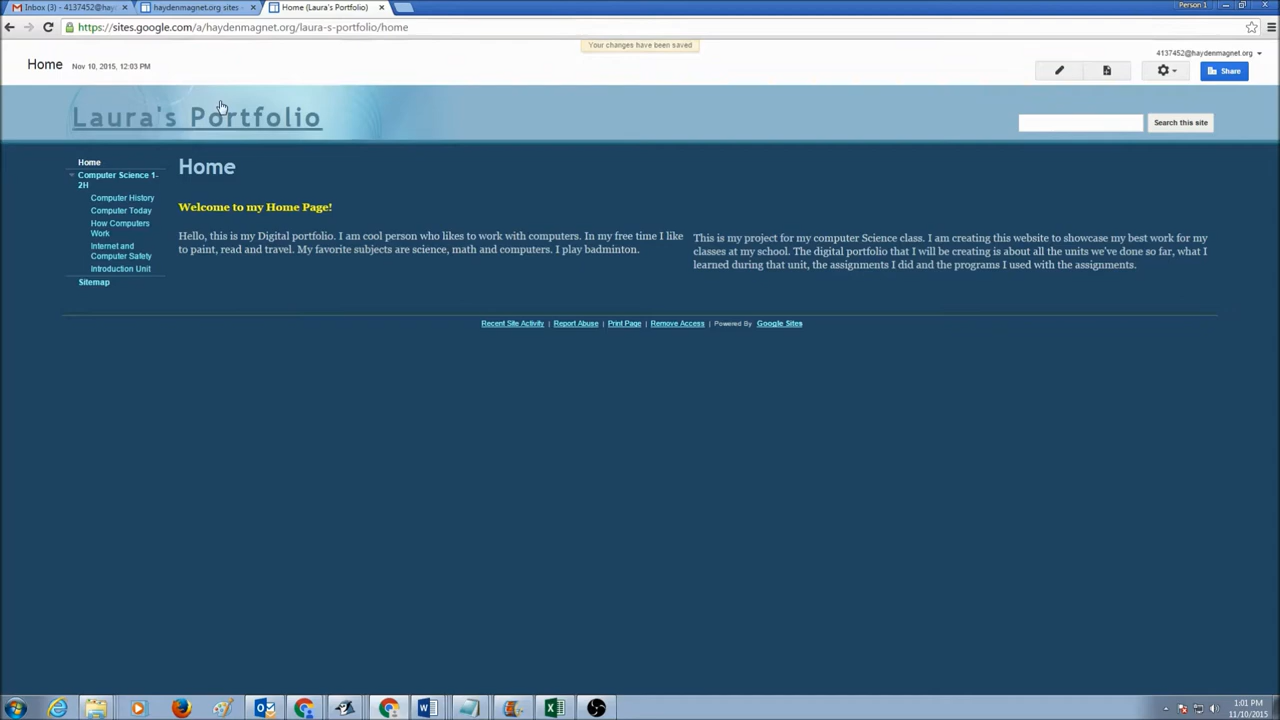 Inbox (3) - 4137452@hay
haydenmagnet.org sites -
Home (Laura's Portfolio)
Person 1
https://sites.google.com/a/haydenmagnet.org/laura-s-portfolio/home
Your changes have been saved
4137452@haydenmagnet.org
Home Nov 10, 2015, 12:03 PM
Share
Laura's Portfolio
Search this site
Home
Computer Science 1-
2H
Computer History
Computer Today
How Computers
Work
Internet and
Computer Safety
Introduction Unit
Sitemap
Home
Welcome to my Home Page!
Hello, this is my Digital portfolio. I am cool person who likes to work with computers. In my free time I like
to paint, read and travel. My favorite subjects are science, math and computers. I play badminton.
This is my project for my computer Science class. I am creating this website to showcase my best work for my
classes at my school. The digital portfolio that I will be creating is about all the units we've done so far, what I
learned during that unit, the assignments I did and the programs I used with the assignments.
Recent Site Activity | Report Abuse | Print Page | Remove Access | Powered By Google Sites
1:01 PM
11/10/2015